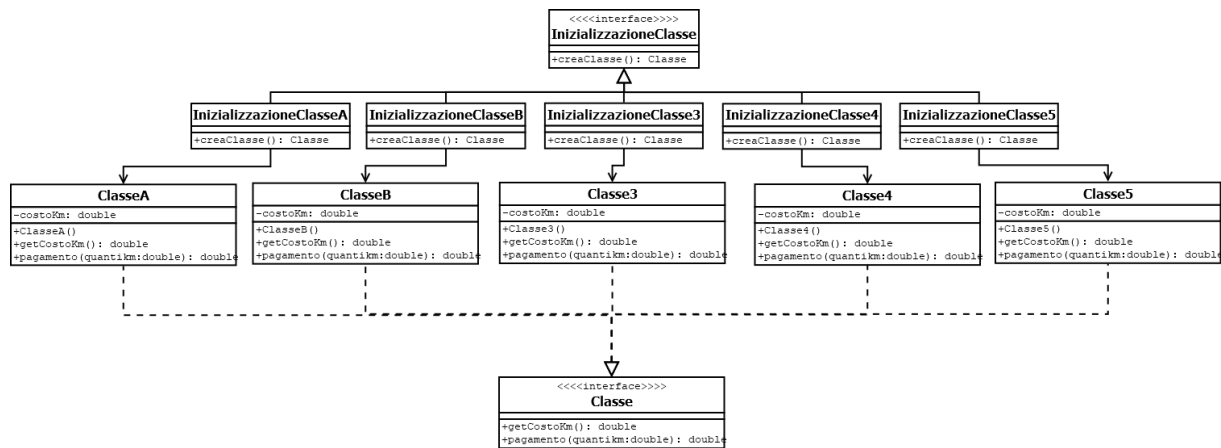 <<<<interface>>>>
InizializzazioneClasse
+creaClasse(): Classe
InizializzazioneClasseA
+creaClasse(): Classe
InizializzazioneClasseB
+creaClasse(): Classe
InizializzazioneClasse3
+creaClasse(): Classe
InizializzazioneClasse4
+creaClasse(): Classe
InizializzazioneClasse5
+creaClasse(): Classe
ClasseA
-costoKm: double
+ClasseA()
+getCostoKm(): double
+pagamento(quantikm:double): double
ClasseB
-costoKm: double
+ClasseB()
+getCostoKm(): double
+pagamento(quantikm:double): double
Classe3
-costoKm: double
+Classe3()
+getCostoKm(): double
+pagamento(quantikm:double): double
Classe4
-costoKm: double
+Classe4()
+getCostoKm(): double
+pagamento(quantikm:double): double
Classe5
-costoKm: double
+Classe5()
+getCostoKm(): double
+pagamento(quantikm:double): double
<<<<interface>>>>
Classe
+getCostoKm(): double
+pagamento(quantikm:double): double